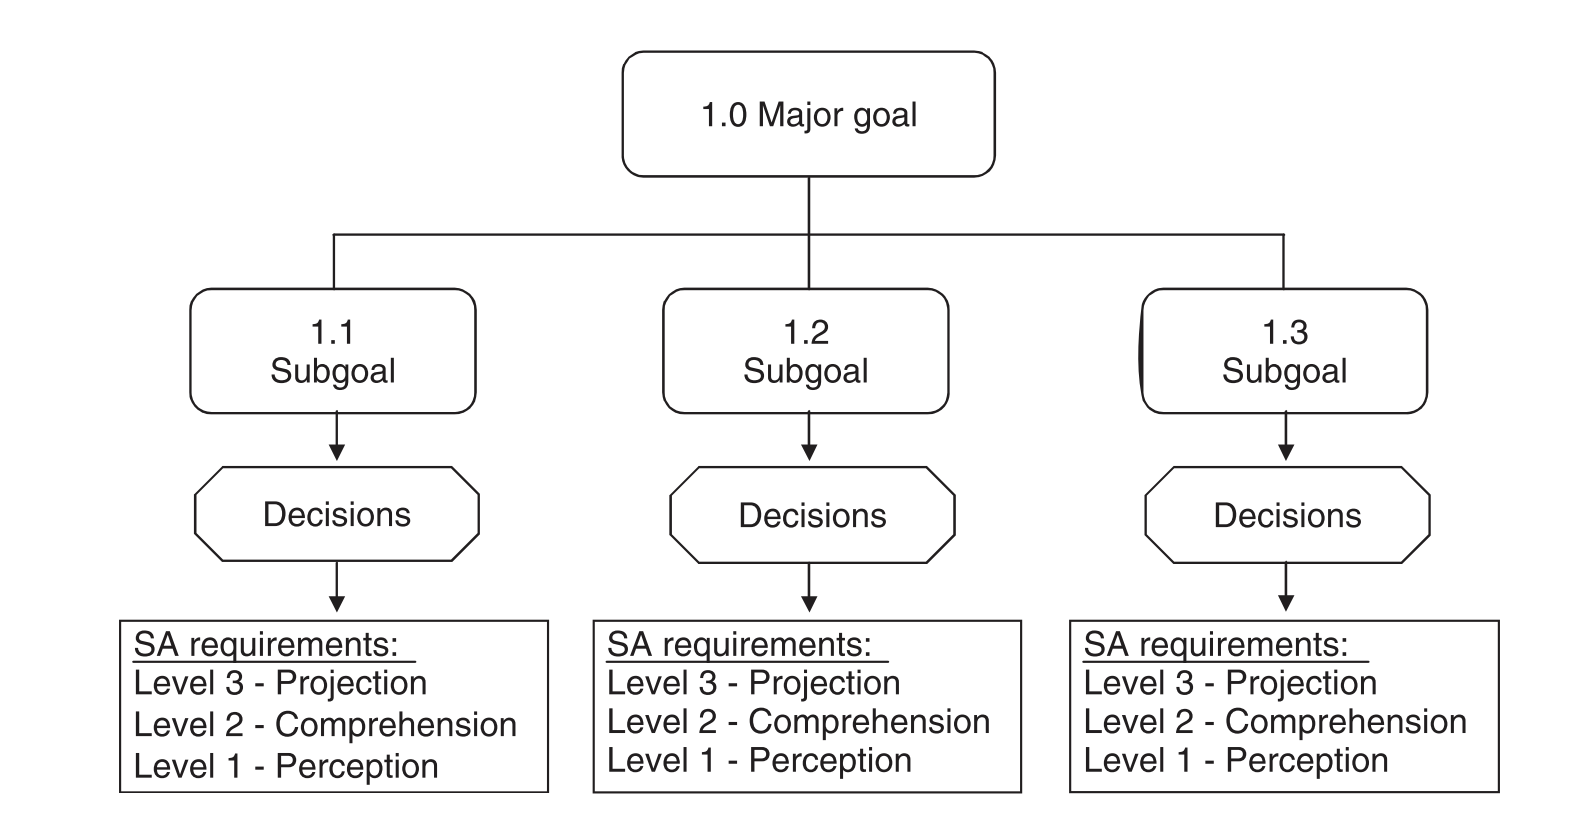 1.0 Major goal
1.1
Subgoal
1.2
Subgoal
1.3
Subgoal
Decisions
Decisions
Decisions
SA requirements:
Level 3 - Projection
Level 2 - Comprehension
Level 1 - Perception
SA requirements:
Level 3 - Projection
Level 2 - Comprehension
Level 1 - Perception
SA requirements:
Level 3 - Projection
Level 2 - Comprehension
Level 1 - Perception